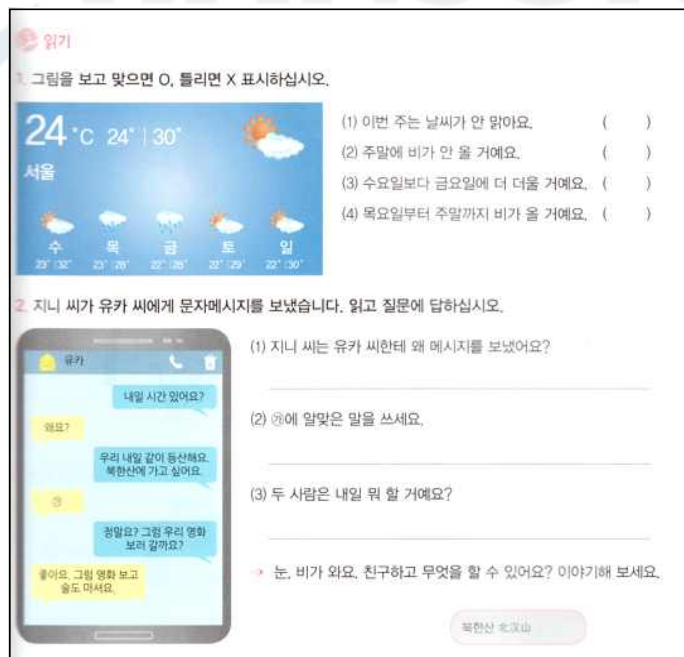 읽기
1. 그림을 보고 맞으면 O, 틀리면 X 표시하십시오.
24 °C 24° | 30°
서울
수 목 금 토 일
23° | 32° 23° | 28° 22° | 28° 22° | 29° 22° | 30°
(1) 이번 주는 날씨가 안 맑아요. ( )
(2) 주말에 비가 안 올 거예요. ( )
(3) 수요일보다 금요일에 더 더울 거예요. ( )
(4) 목요일부터 주말까지 비가 올 거예요. ( )
2. 지니 씨가 유카 씨에게 문자메시지를 보냈습니다. 읽고 질문에 답하십시오.
유카
내일 시간 있어요?
왜요?
우리 내일 같이 등산해요.
북한산에 가고 싶어요.
㉮
정말요? 그럼 우리 영화
보러 갈까요?
좋아요. 그럼 영화 보고
술도 마셔요.
(1) 지니 씨는 유카 씨한테 왜 메시지를 보냈어요?
(2) ㉮에 알맞은 말을 쓰세요.
(3) 두 사람은 내일 뭐 할 거예요?
→ 눈, 비가 와요. 친구하고 무엇을 할 수 있어요? 이야기해 보세요.
북한산 北汉山